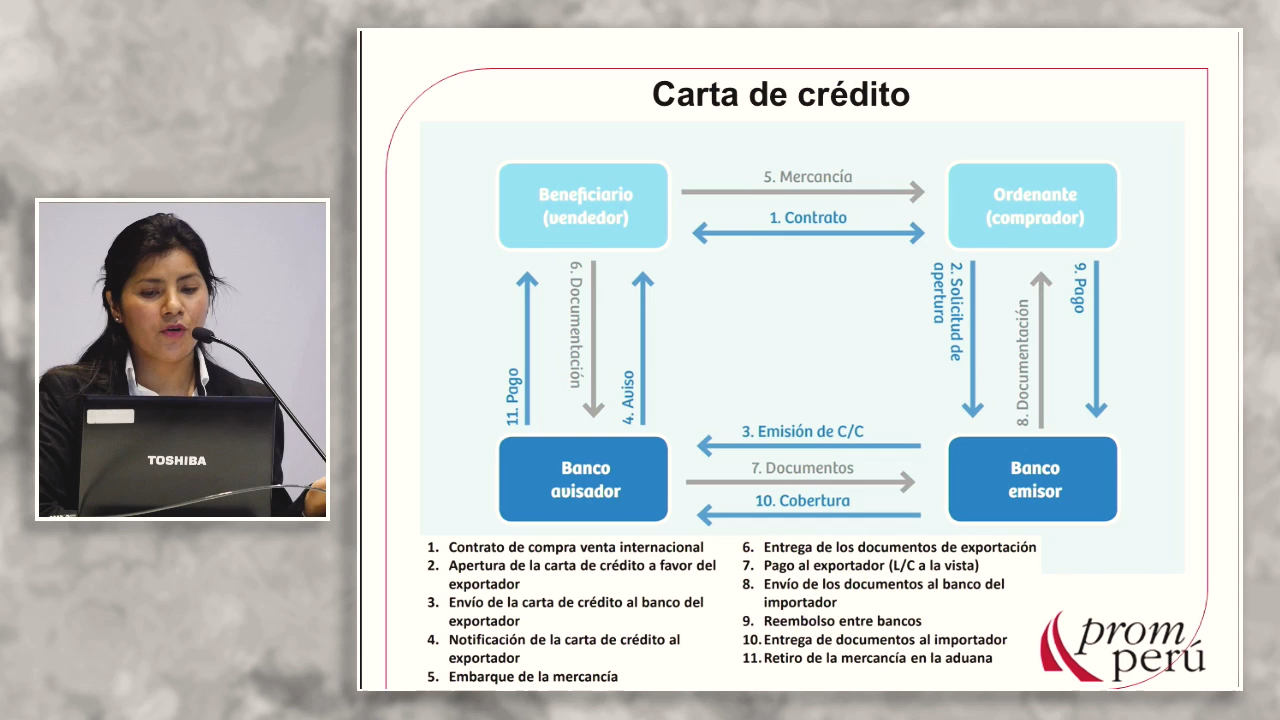 Carta de crédito
Beneficiario
(vendedor)
5. Mercancía
1. Contrato
Ordenante
(comprador)
11. Pago
6. Documentación
4. Aviso
2. Solicitud de
apertura
8. Documentación
9. Pago
Banco
avisador
3. Emisión de C/C
7. Documentos
10. Cobertura
Banco
emisor
1. Contrato de compra venta internacional
2. Apertura de la carta de crédito a favor del
exportador
3. Envío de la carta de crédito al banco del
exportador
4. Notificación de la carta de crédito al
exportador
5. Embarque de la mercancía
6. Entrega de los documentos de exportación
7. Pago al exportador (L/C a la vista)
8. Envío de los documentos al banco del
importador
9. Reembolso entre bancos
10. Entrega de documentos al importador
11. Retiro de la mercancía en la aduana
prom
perú
TOSHIBA